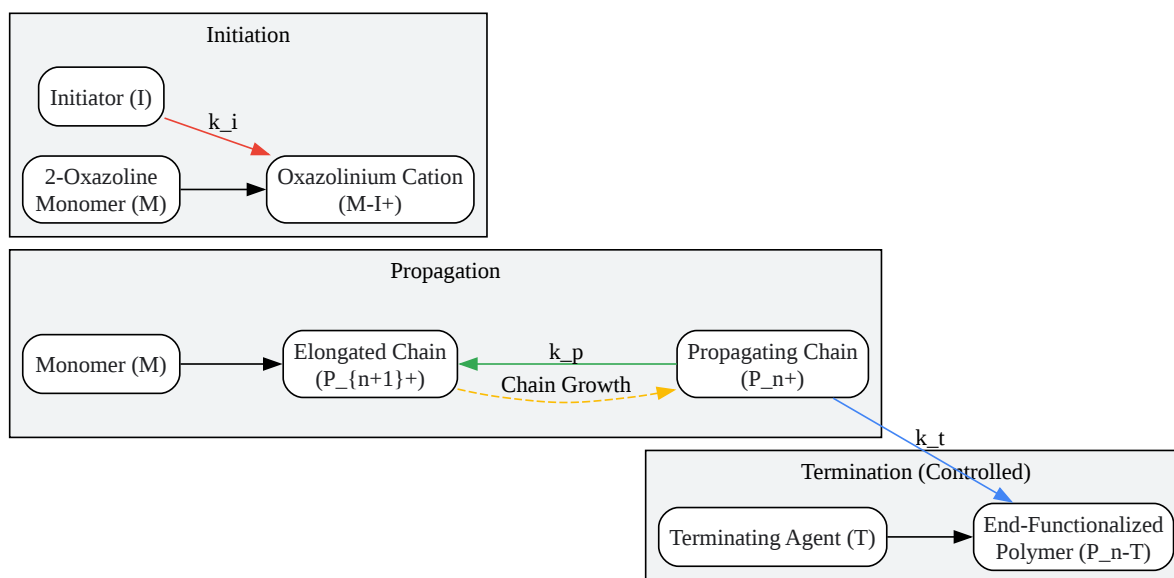 Initiation
Initiator (I)
k_i
2-Oxazoline
Monomer (M)
Oxazolinium Cation
(M-I+)
Propagation
Monomer (M)
Elongated Chain
(P_{n+1}+)
k_p
Chain Growth
Propagating Chain
(P_n+)
k_t
Termination (Controlled)
Terminating Agent (T)
End-Functionalized
Polymer (P_n-T)